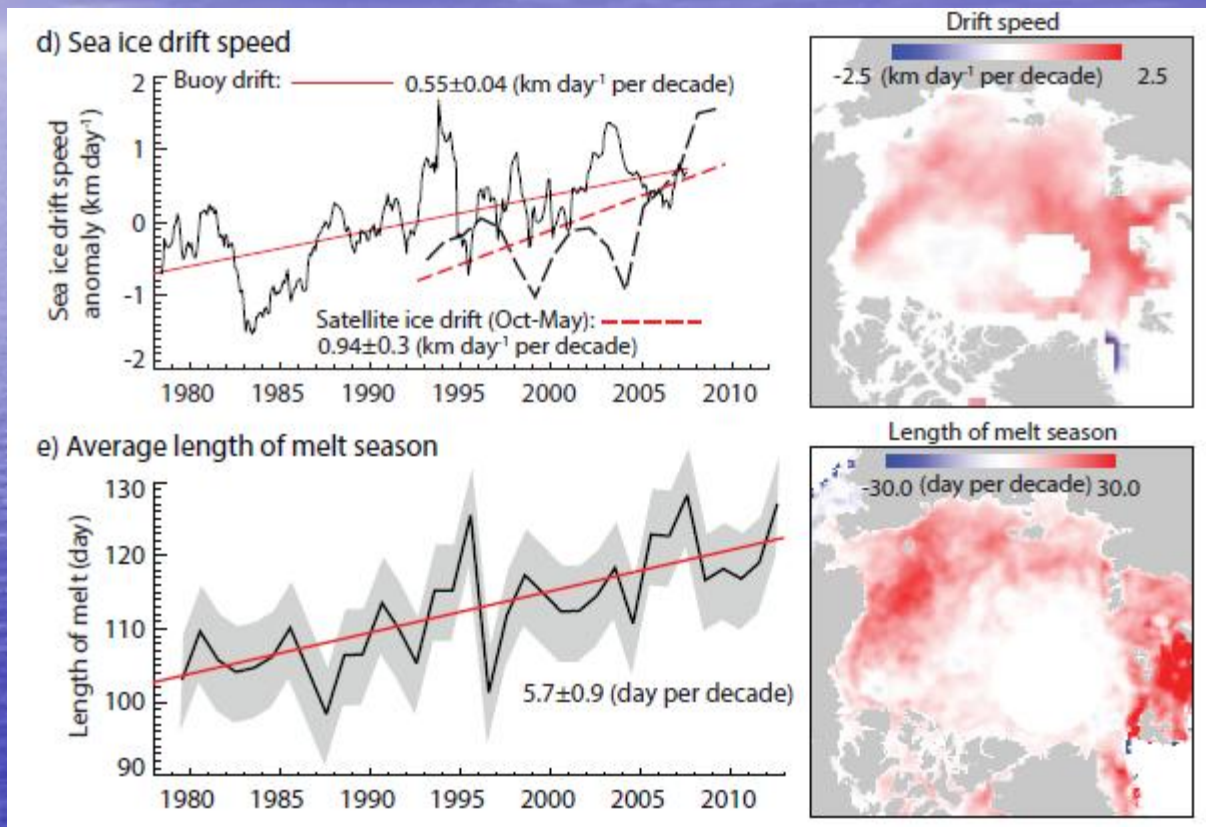 d) Sea ice drift speed
Buoy drift:
0.55±0.04 (km day⁻¹ per decade)
Sea ice drift speed
anomaly (km day⁻¹)
2
1
0
-1
-2
Satellite ice drift (Oct-May):
0.94±0.3 (km day⁻¹ per decade)
1980 1985 1990 1995 2000 2005 2010
Drift speed
-2.5 (km day⁻¹ per decade) 2.5
e) Average length of melt season
Length of melt (day)
130
120
110
100
90
5.7±0.9 (day per decade)
1980 1985 1990 1995 2000 2005 2010
Length of melt season
-30.0 (day per decade) 30.0